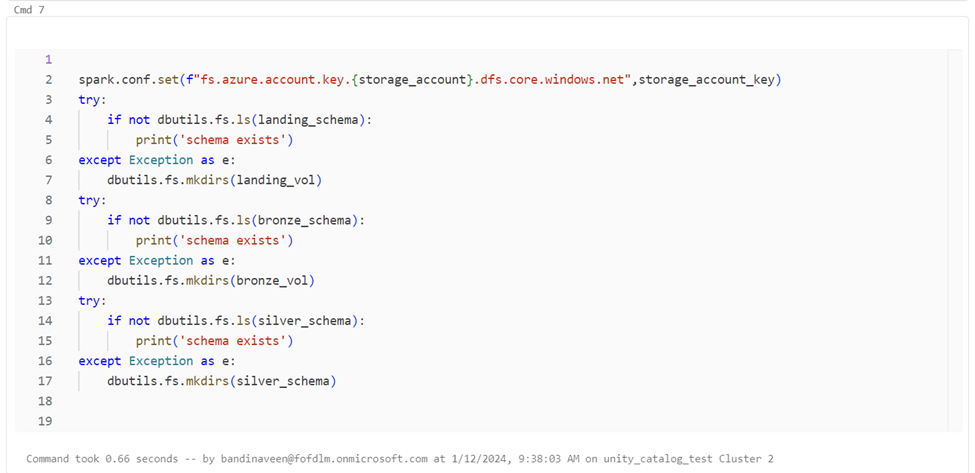 Cmd 7
1
2 spark.conf.set(f"fs.azure.account.key.{storage_account}.dfs.core.windows.net",storage_account_key)
3 try:
4     if not dbutils.fs.ls(landing_schema):
5         print('schema exists')
6 except Exception as e:
7     dbutils.fs.mkdirs(landing_vol)
8 try:
9     if not dbutils.fs.ls(bronze_schema):
10         print('schema exists')
11 except Exception as e:
12     dbutils.fs.mkdirs(bronze_vol)
13 try:
14     if not dbutils.fs.ls(silver_schema):
15         print('schema exists')
16 except Exception as e:
17     dbutils.fs.mkdirs(silver_schema)
18
19
Command took 0.66 seconds -- by bandinaveen@fofdlm.onmicrosoft.com at 1/12/2024, 9:38:03 AM on unity_catalog_test Cluster 2